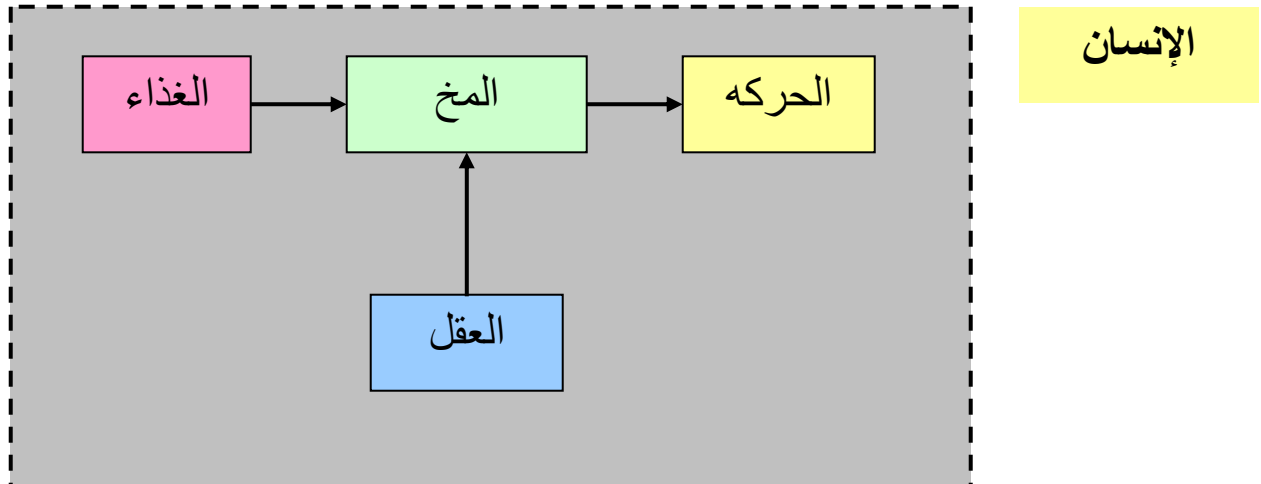 الإنسان
الحركه
المخ
الغذاء
العقل